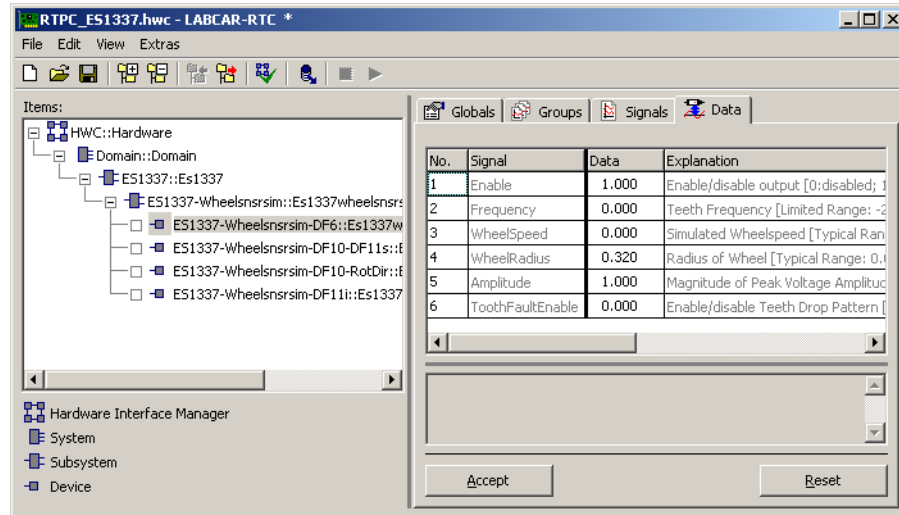 RTPC_ES1337.hwc - LABCAR-RTC *
File Edit View Extras
Items:
HWC::Hardware
Domain::Domain
ES1337::Es1337
ES1337-Wheelsnsrsim::Es1337wheelsnsrs
ES1337-Wheelsnsrsim-DF6::Es1337w
ES1337-Wheelsnsrsim-DF10-DF11s::E
ES1337-Wheelsnsrsim-DF10-RotDir::E
ES1337-Wheelsnsrsim-DF11i::Es1337
Hardware Interface Manager
System
Subsystem
Device
Globals Groups Signals Data
No. Signal Data Explanation
1 Enable 1.000 Enable/disable output [0:disabled; 1
2 Frequency 0.000 Teeth Frequency [Limited Range: -2
3 WheelSpeed 0.000 Simulated Wheelspeed [Typical Ran
4 WheelRadius 0.320 Radius of Wheel [Typical Range: 0.0
5 Amplitude 1.000 Magnitude of Peak Voltage Amplituc
6 ToothFaultEnable 0.000 Enable/disable Teeth Drop Pattern [
Accept Reset